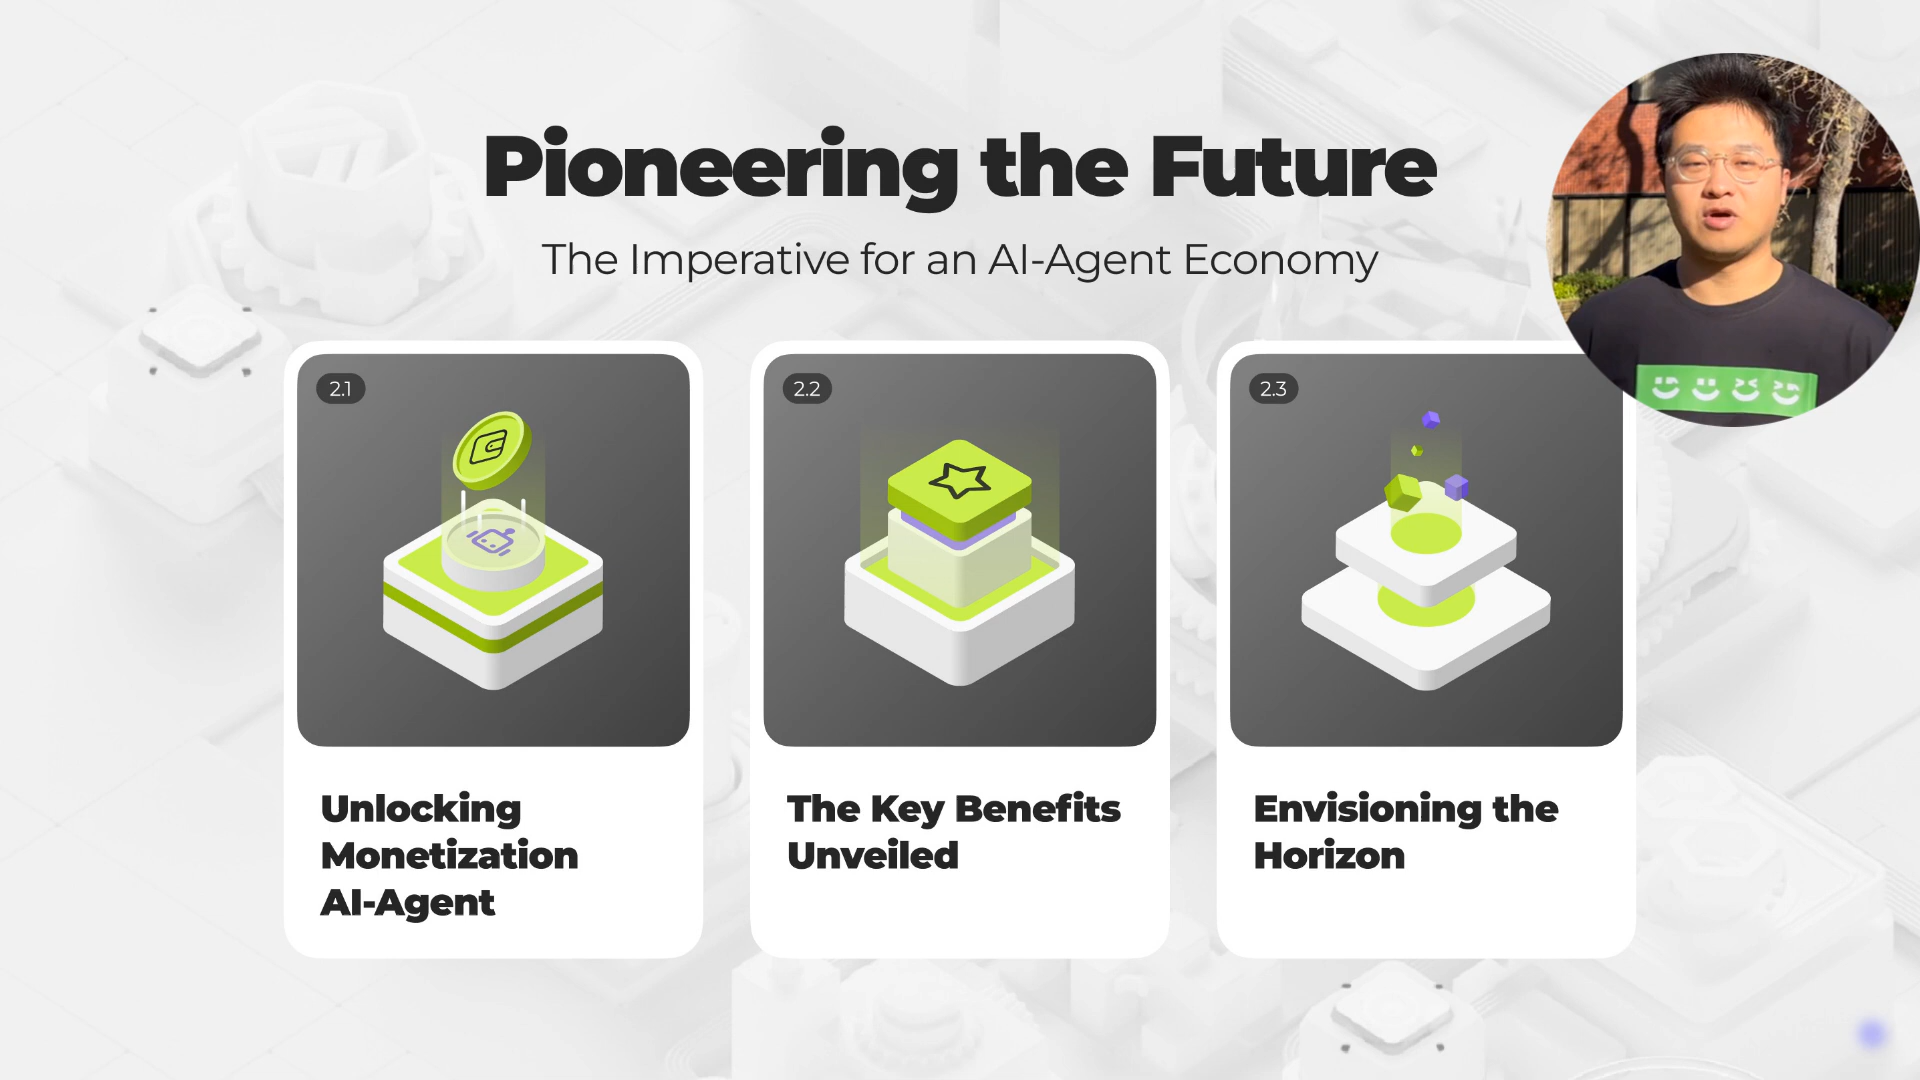 Pioneering the Future
The Imperative for an AI-Agent Economy
2.1
Unlocking
Monetization
AI-Agent
2.2
The Key Benefits
Unveiled
2.3
Envisioning the
Horizon